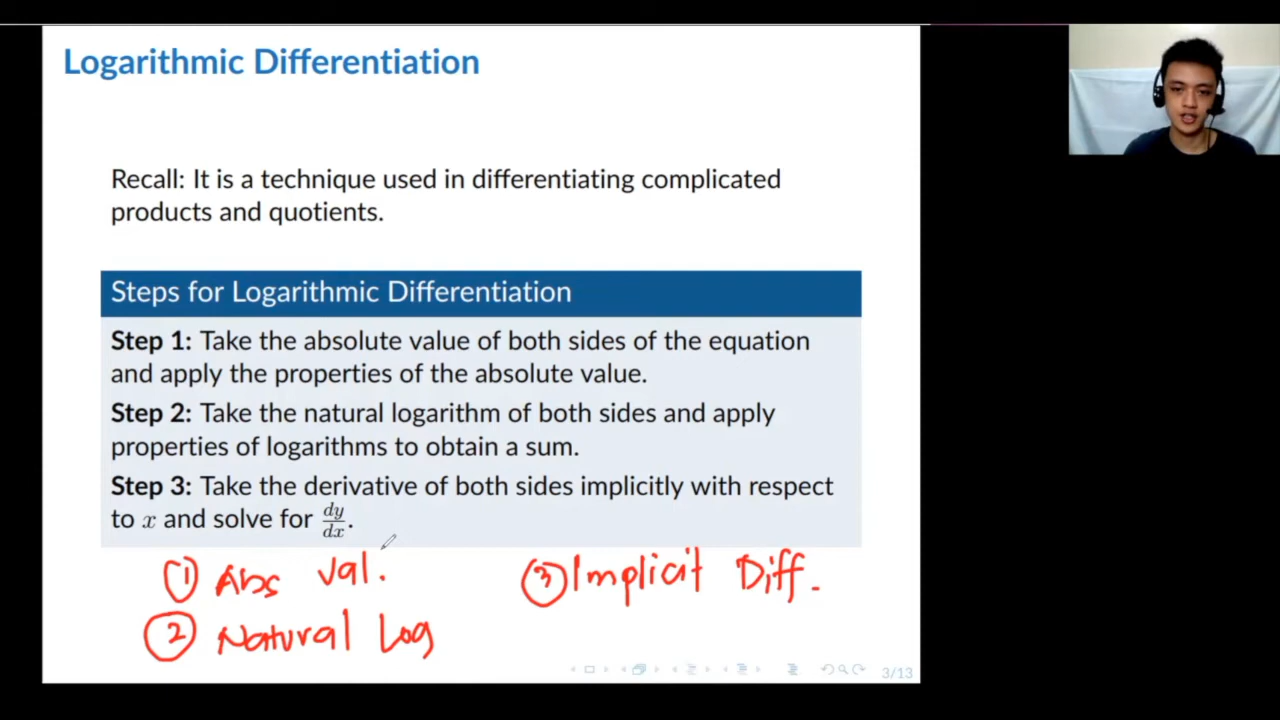 Logarithmic Differentiation
Recall: It is a technique used in differentiating complicated
products and quotients.
Steps for Logarithmic Differentiation
Step 1: Take the absolute value of both sides of the equation
and apply the properties of the absolute value.
Step 2: Take the natural logarithm of both sides and apply
properties of logarithms to obtain a sum.
Step 3: Take the derivative of both sides implicitly with respect
to x and solve for dy/dx.
① Abs val.
② Natural Log
③ Implicit Diff.
3/13